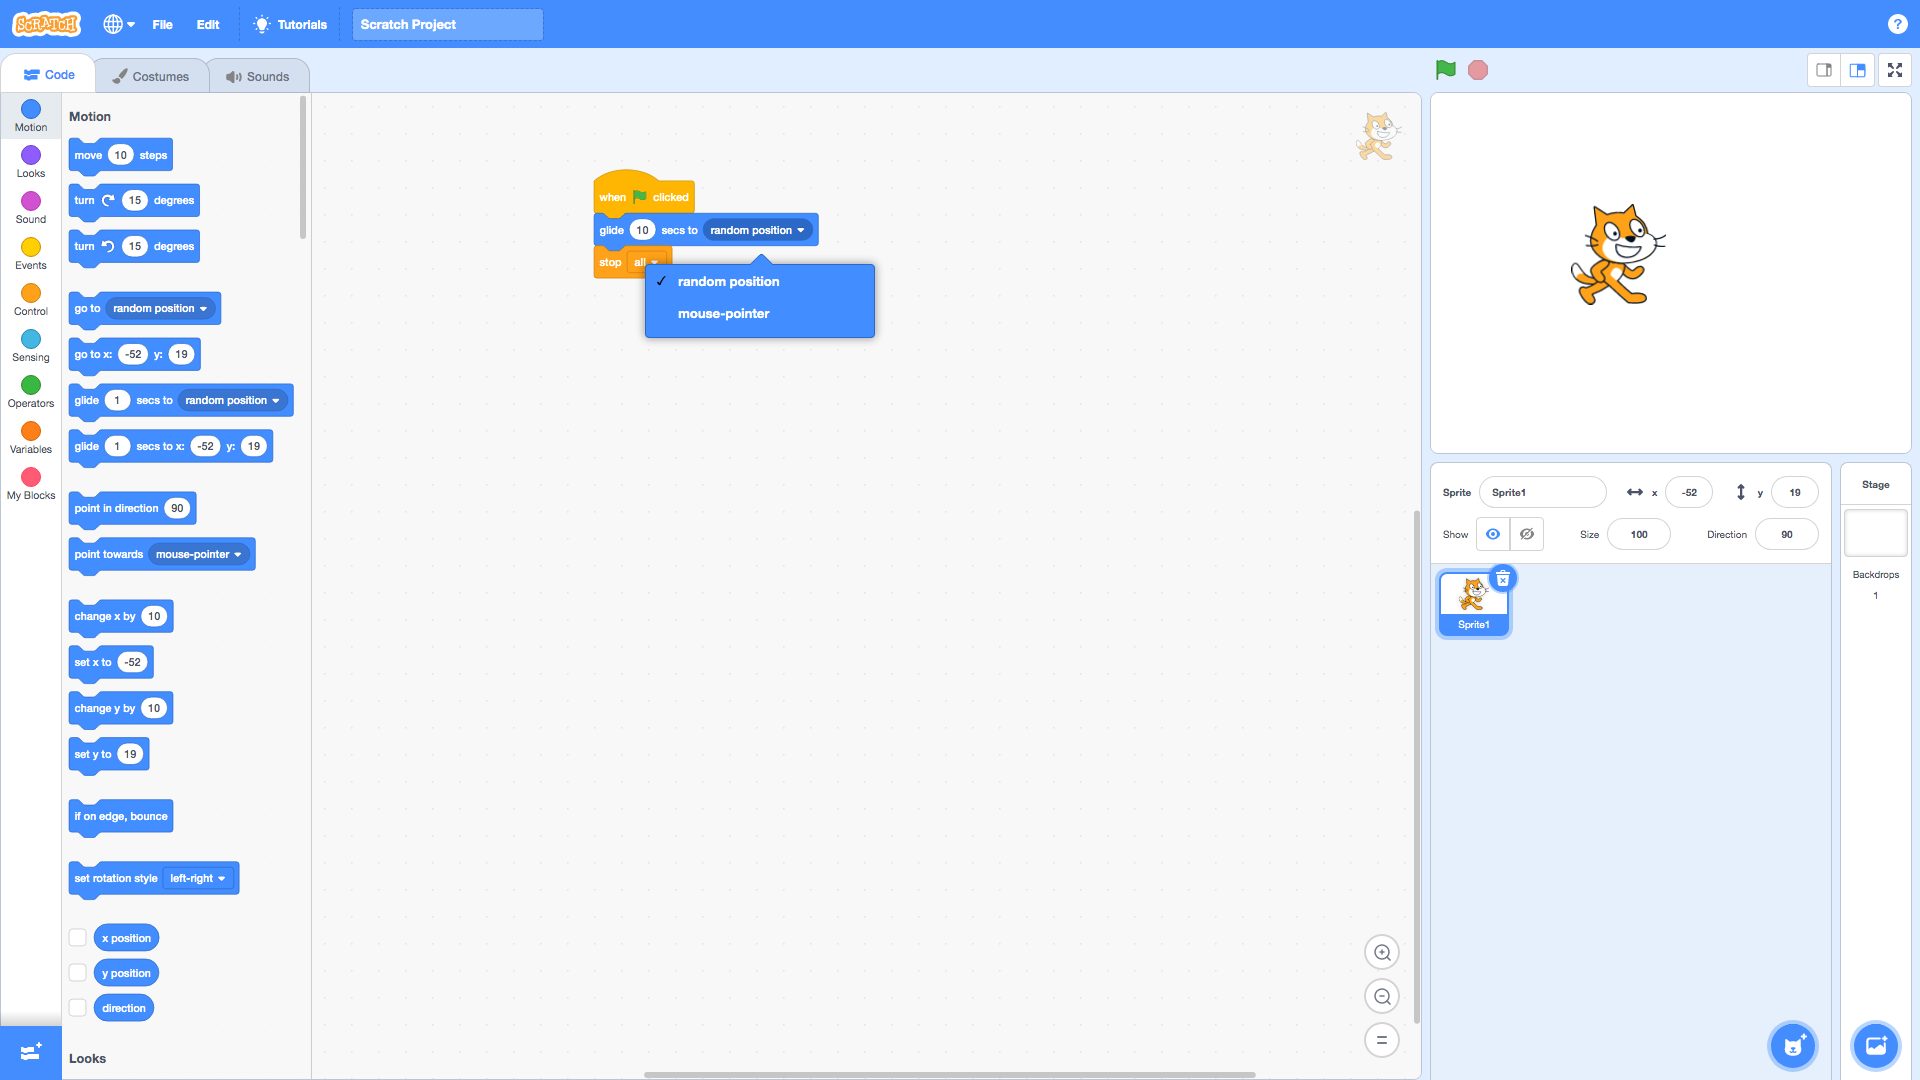 SCRATCH
File
Edit
Tutorials
Scratch Project
?
Code
Costumes
Sounds
Motion
Looks
Sound
Events
Control
Sensing
Operators
Variables
My Blocks
Motion
move 10 steps
turn 15 degrees
turn 15 degrees
go to random position
go to x: -52 y: 19
glide 1 secs to random position
glide 1 secs to x: -52 y: 19
point in direction 90
point towards mouse-pointer
change x by 10
set x to -52
change y by 10
set y to 19
if on edge, bounce
set rotation style left-right
x position
y position
direction
Looks
when clicked
glide 10 secs to random position
stop all
✓ random position
mouse-pointer
Sprite Sprite1 x -52 y 19
Show Size 100 Direction 90
Sprite1
Stage
Backdrops
1